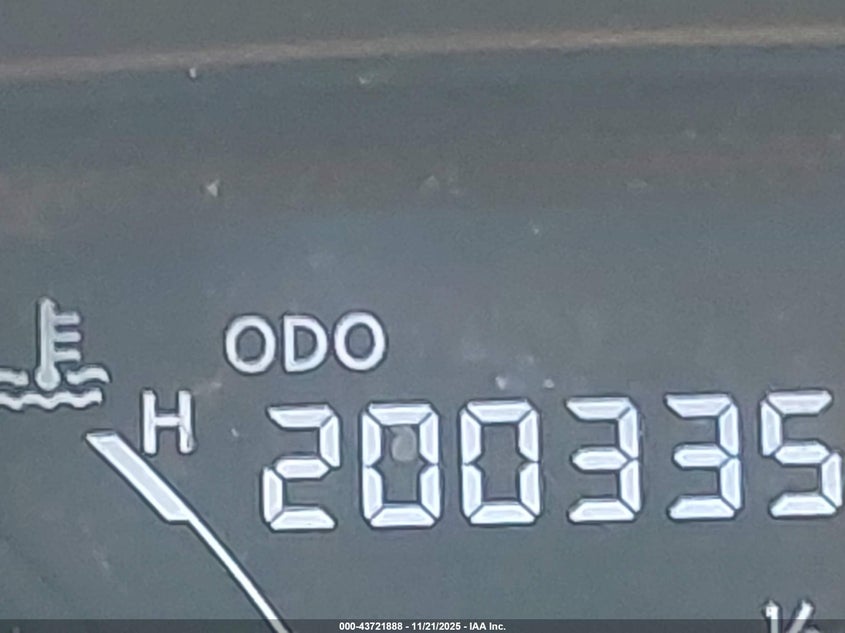 ODO
H
200335
000-43721888 - 11/21/2025 - IAA Inc.